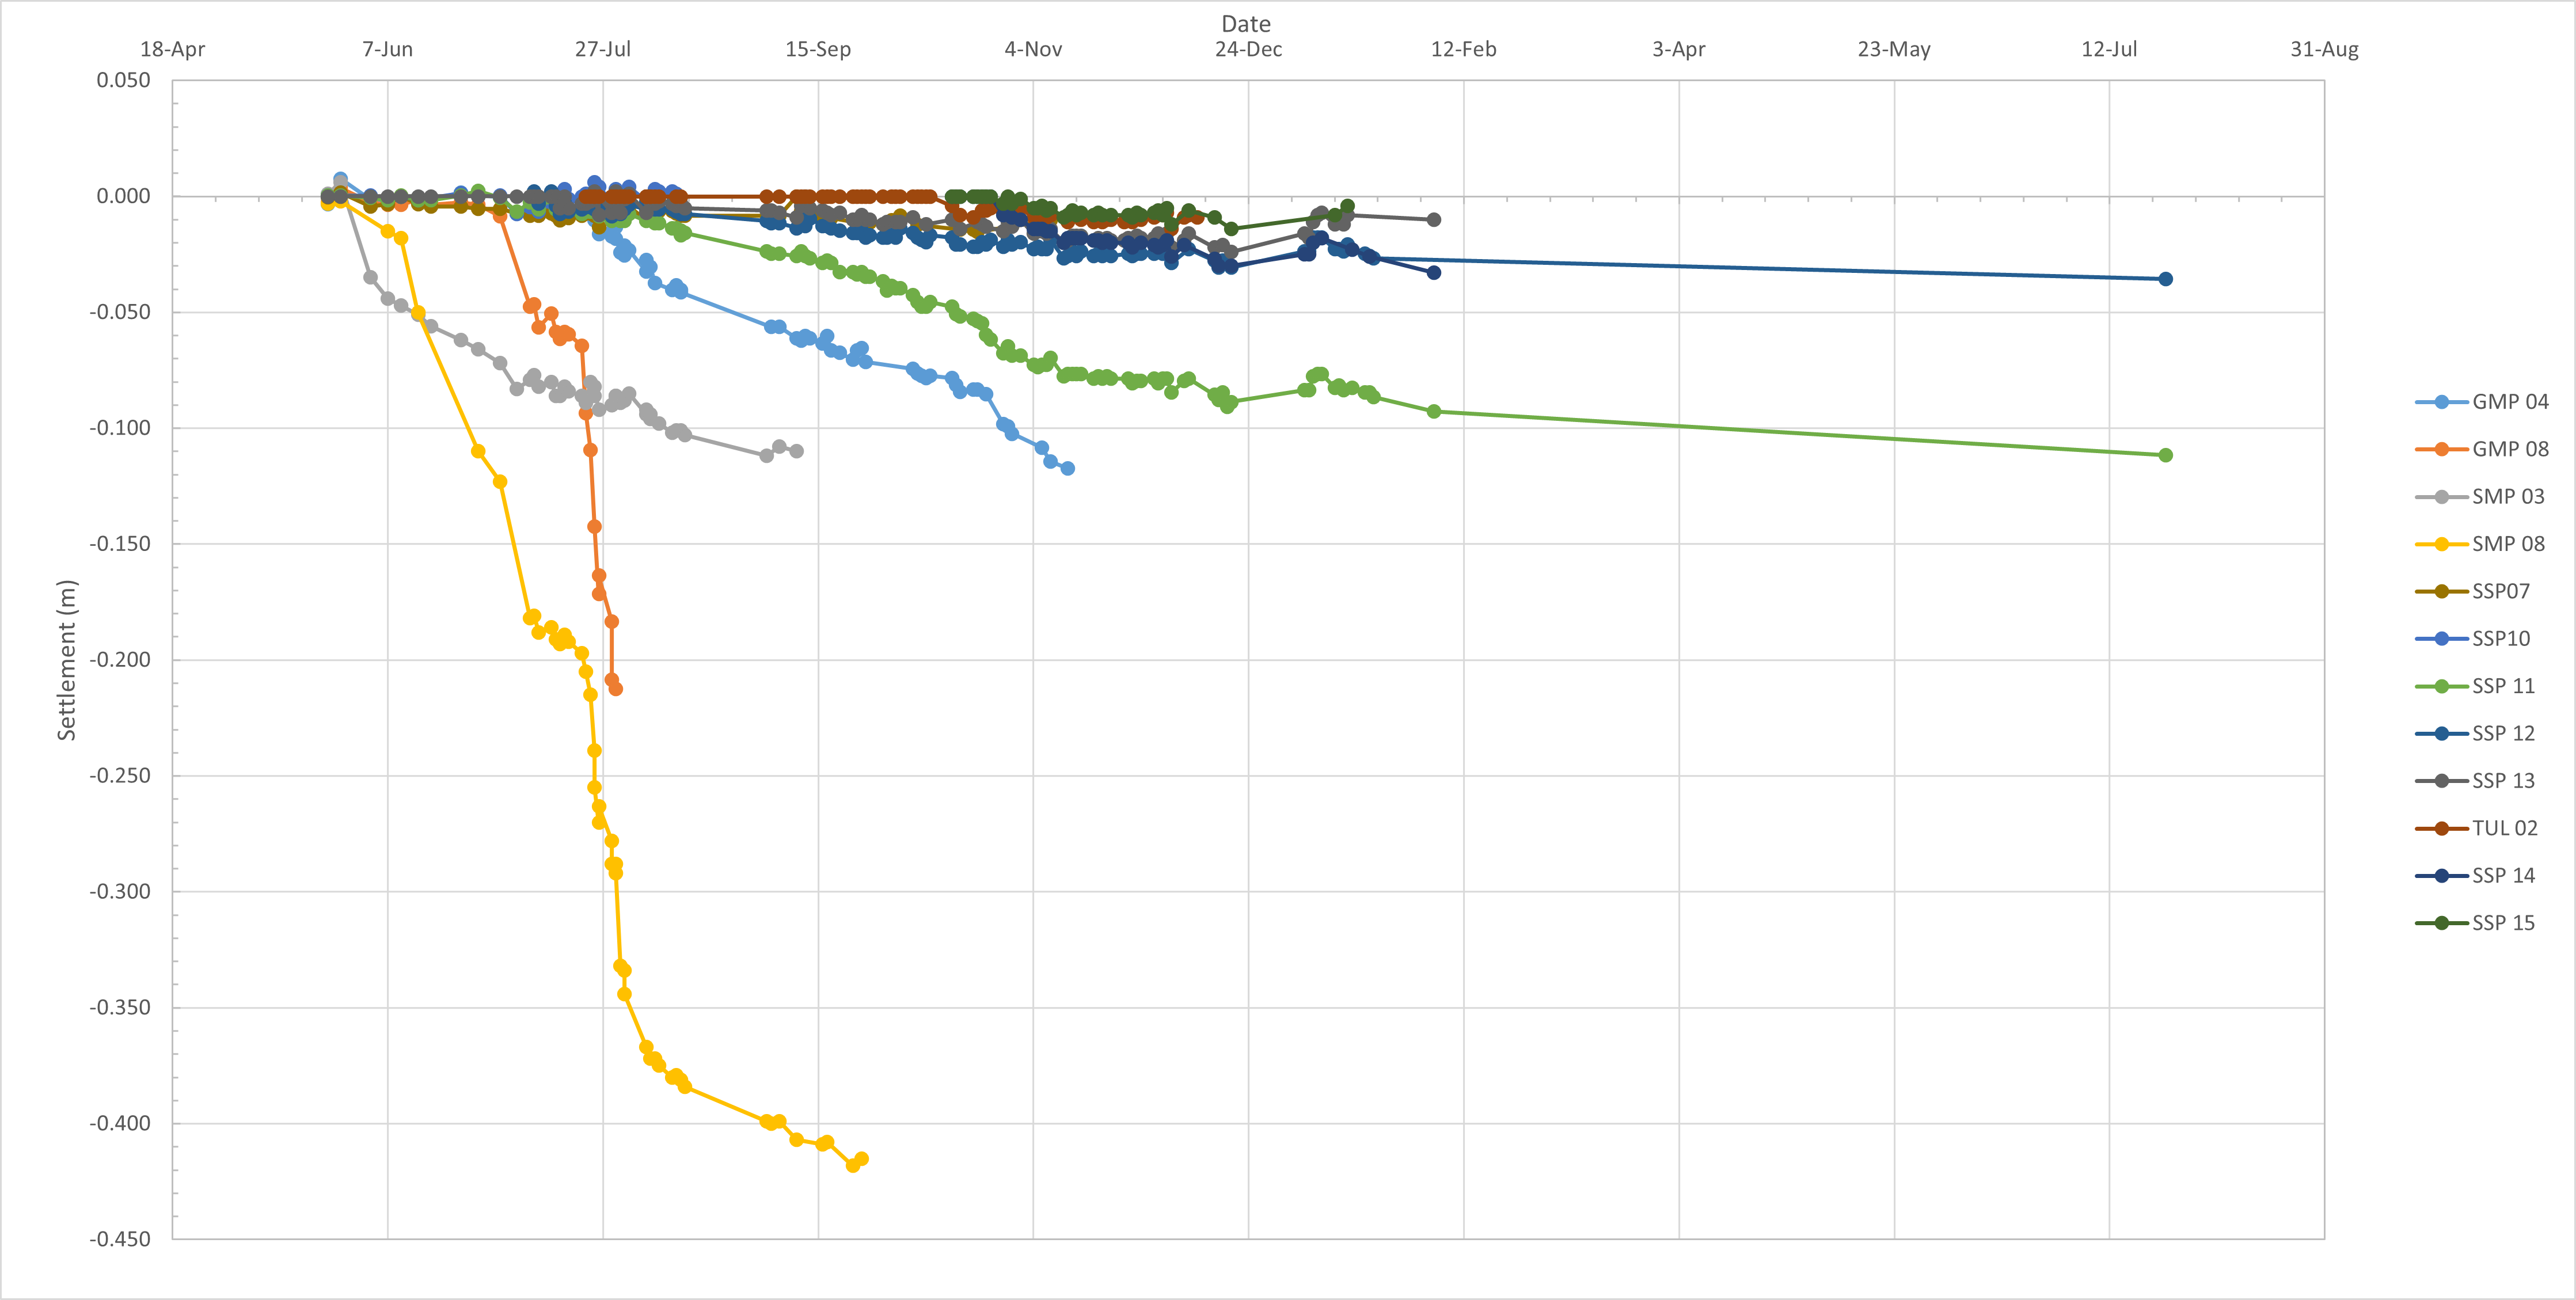 Date
18-Apr 7-Jun 27-Jul 15-Sep 4-Nov 24-Dec 12-Feb 3-Apr 23-May 12-Jul 31-Aug
0.050
0.000
-0.050
-0.100
-0.150
-0.200
-0.250
-0.300
-0.350
-0.400
-0.450
Settlement (m)
GMP 04
GMP 08
SMP 03
SMP 08
SSP07
SSP10
SSP 11
SSP 12
SSP 13
TUL 02
SSP 14
SSP 15